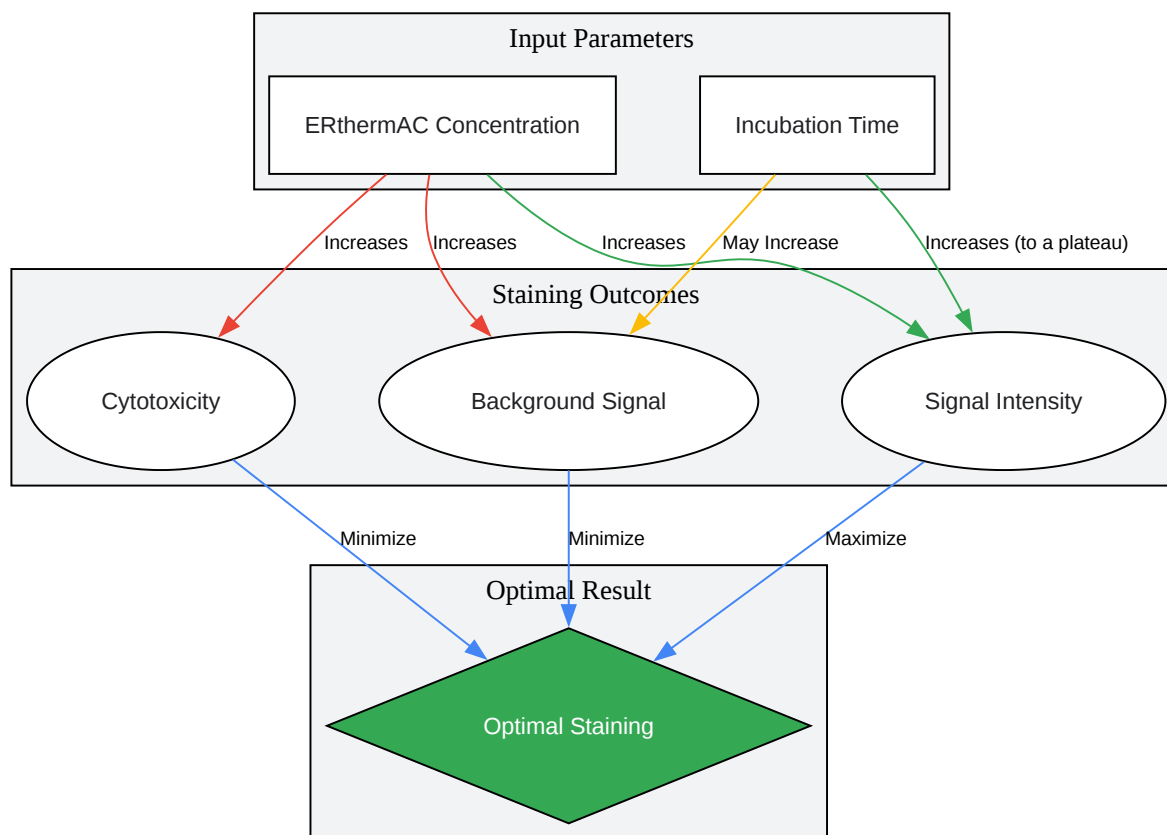 Input Parameters
ERthermAC Concentration
Incubation Time
Increases
Increases
Increases
May Increase
Increases (to a plateau)
Staining Outcomes
Cytotoxicity
Background Signal
Signal Intensity
Minimize
Minimize
Maximize
Optimal Result
Optimal Staining